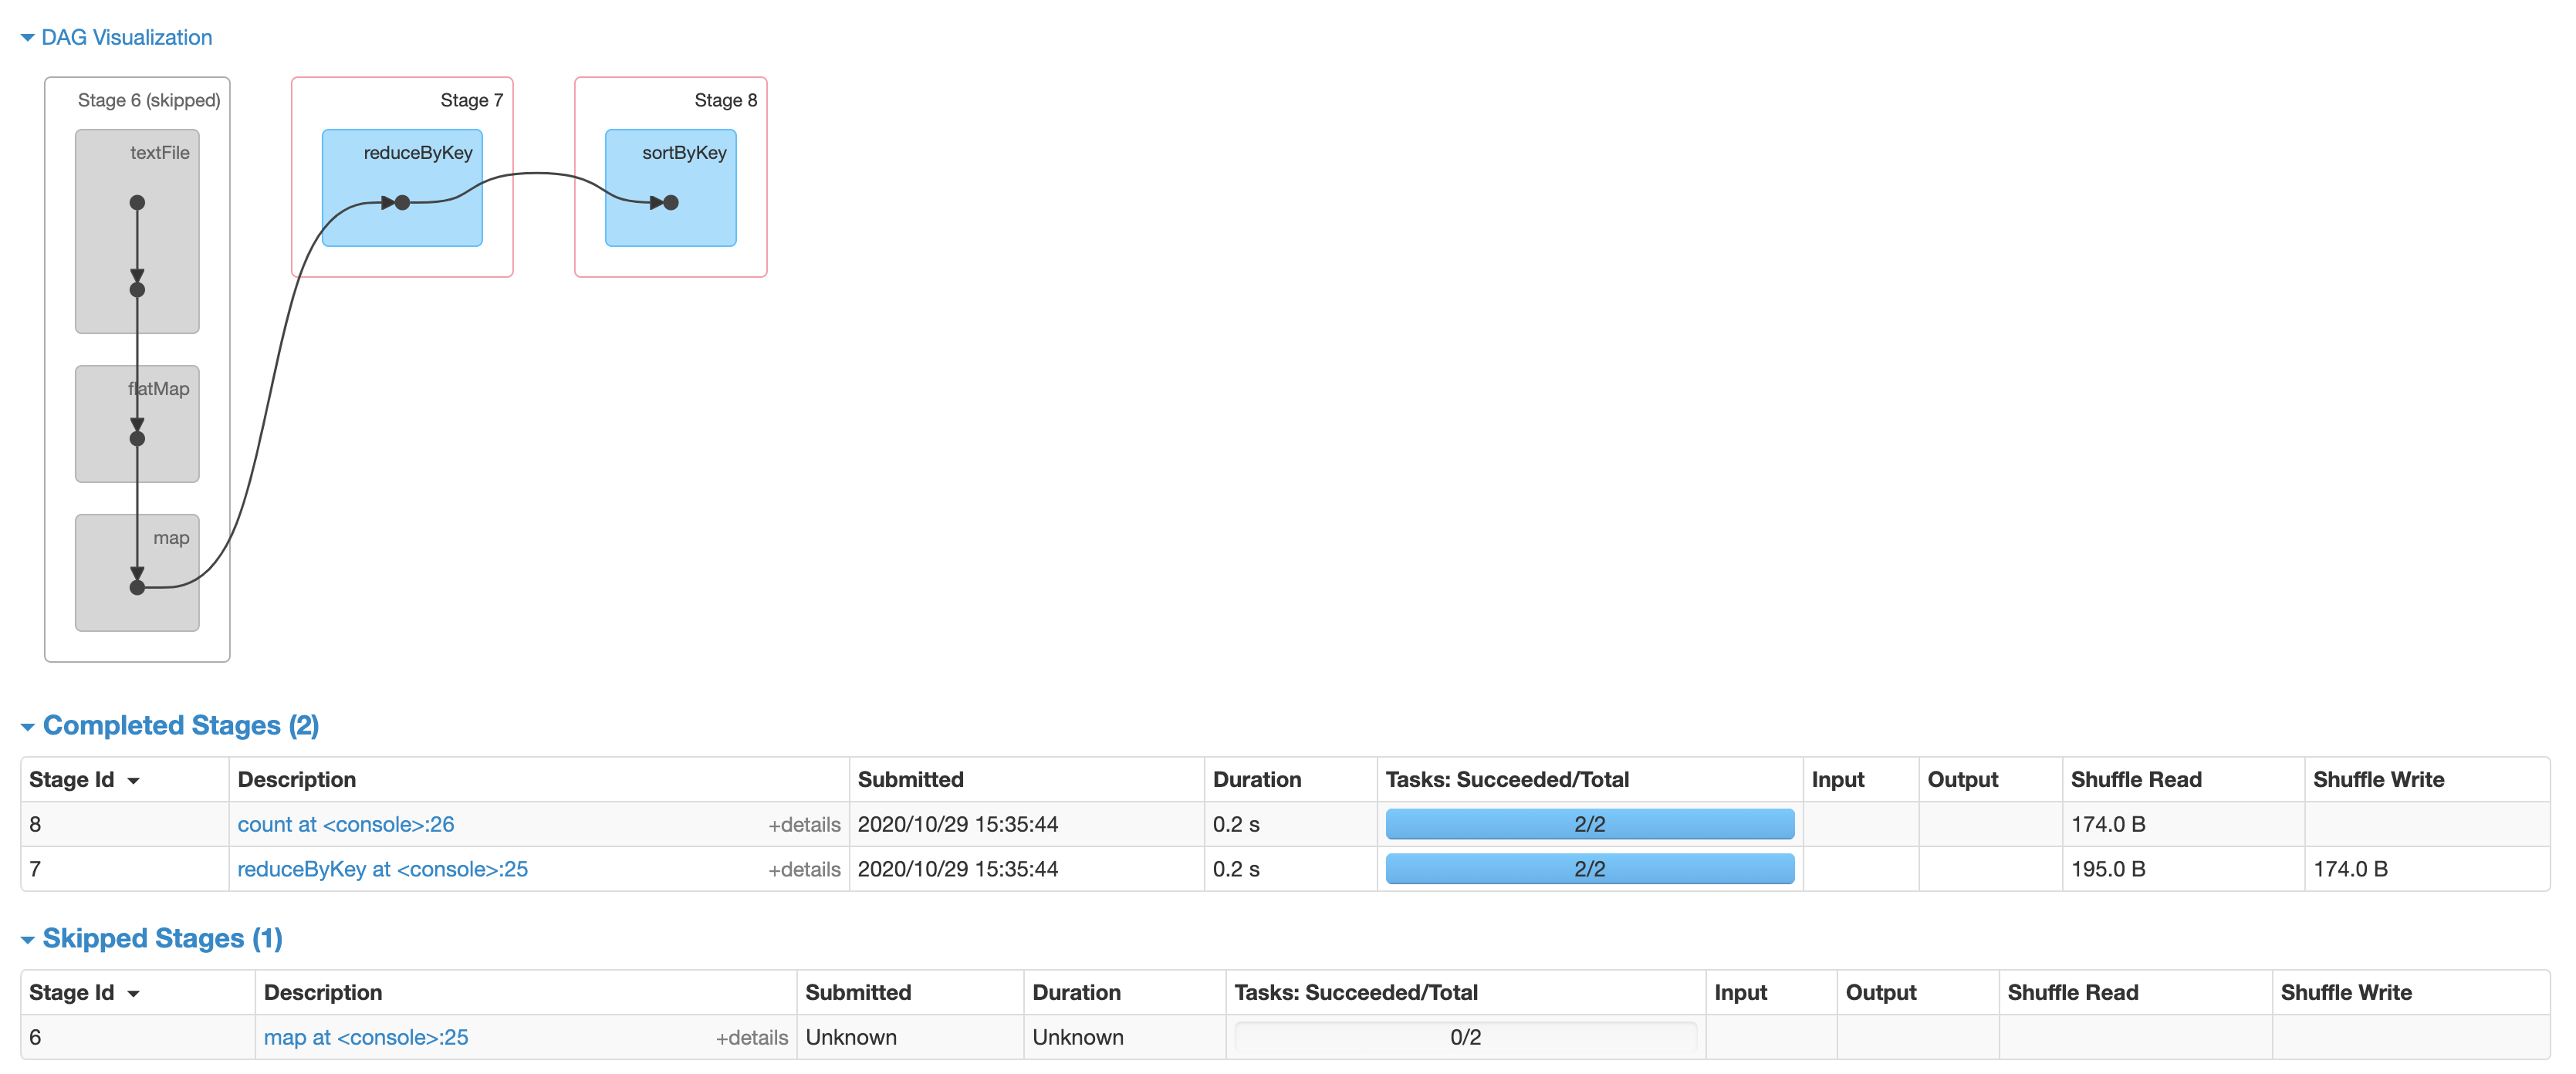 DAG Visualization
Stage 6 (skipped)
textFile
flatMap
map
Stage 7
reduceByKey
Stage 8
sortByKey
Completed Stages (2)
Stage Id Description Submitted Duration Tasks: Succeeded/Total Input Output Shuffle Read Shuffle Write
8 count at <console>:26 +details 2020/10/29 15:35:44 0.2 s 2/2 174.0 B
7 reduceByKey at <console>:25 +details 2020/10/29 15:35:44 0.2 s 2/2 195.0 B 174.0 B
Skipped Stages (1)
Stage Id Description Submitted Duration Tasks: Succeeded/Total Input Output Shuffle Read Shuffle Write
6 map at <console>:25 +details Unknown Unknown 0/2